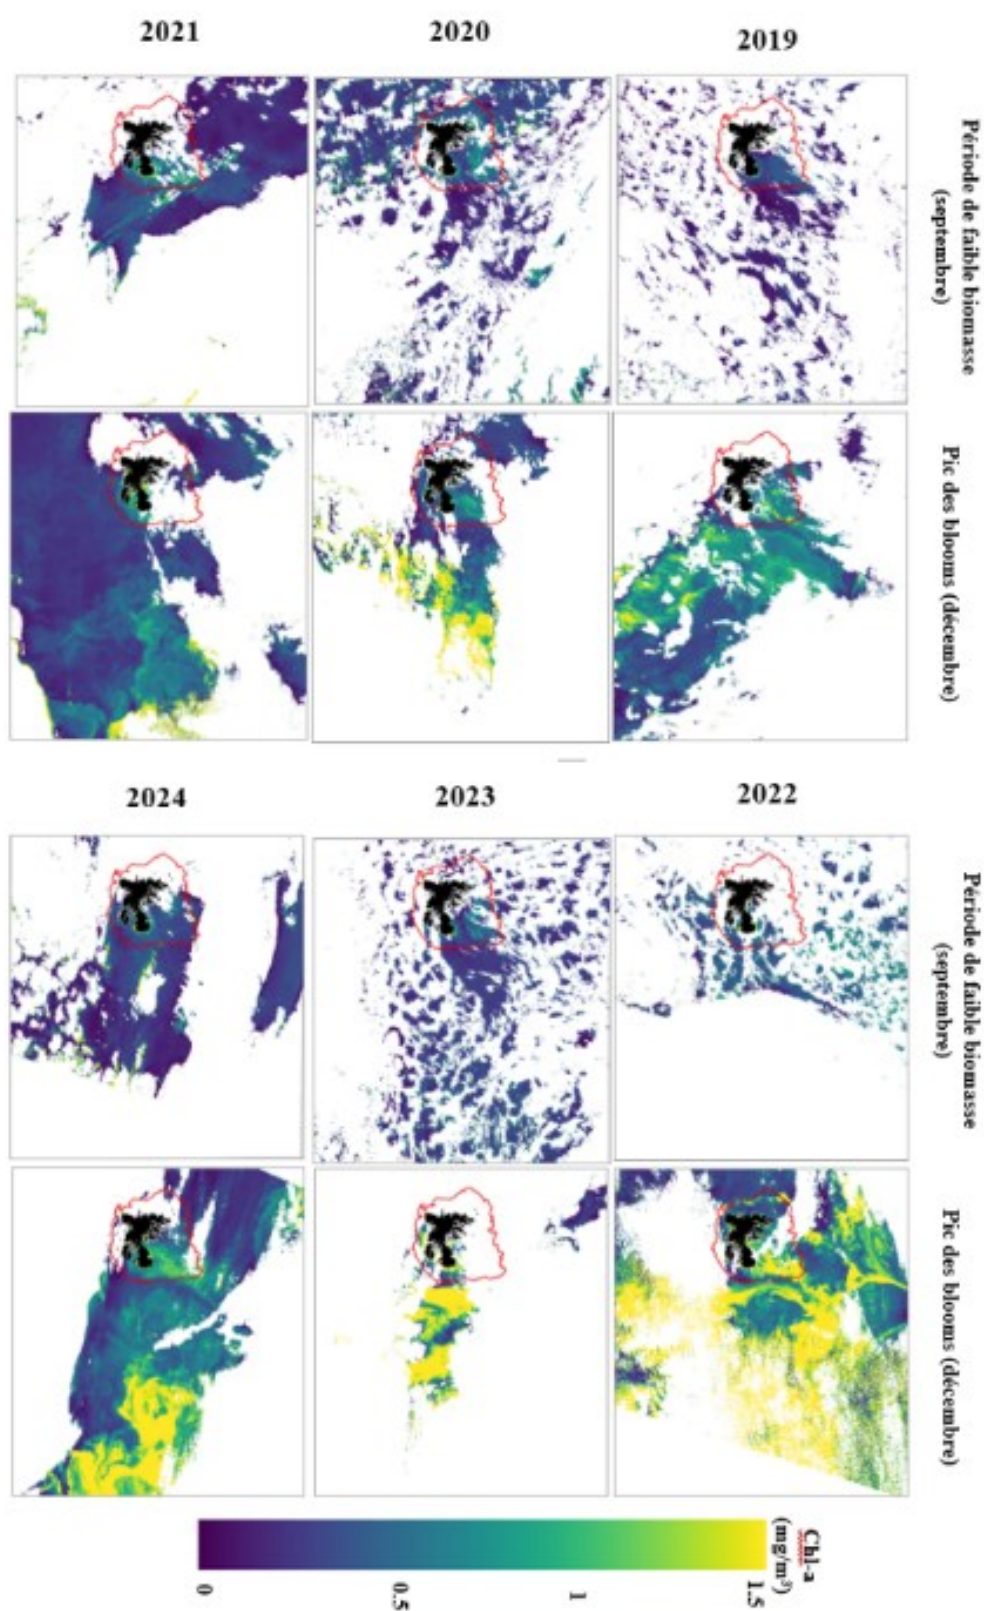 2021
2020
2019
Période de faible biomasse
(septembre)
Pic des blooms (décembre)
2024
2023
2022
Période de faible biomasse
(septembre)
Pic des blooms (décembre)
Chl-a
(mg/m³)
0
0.5
1
1.5